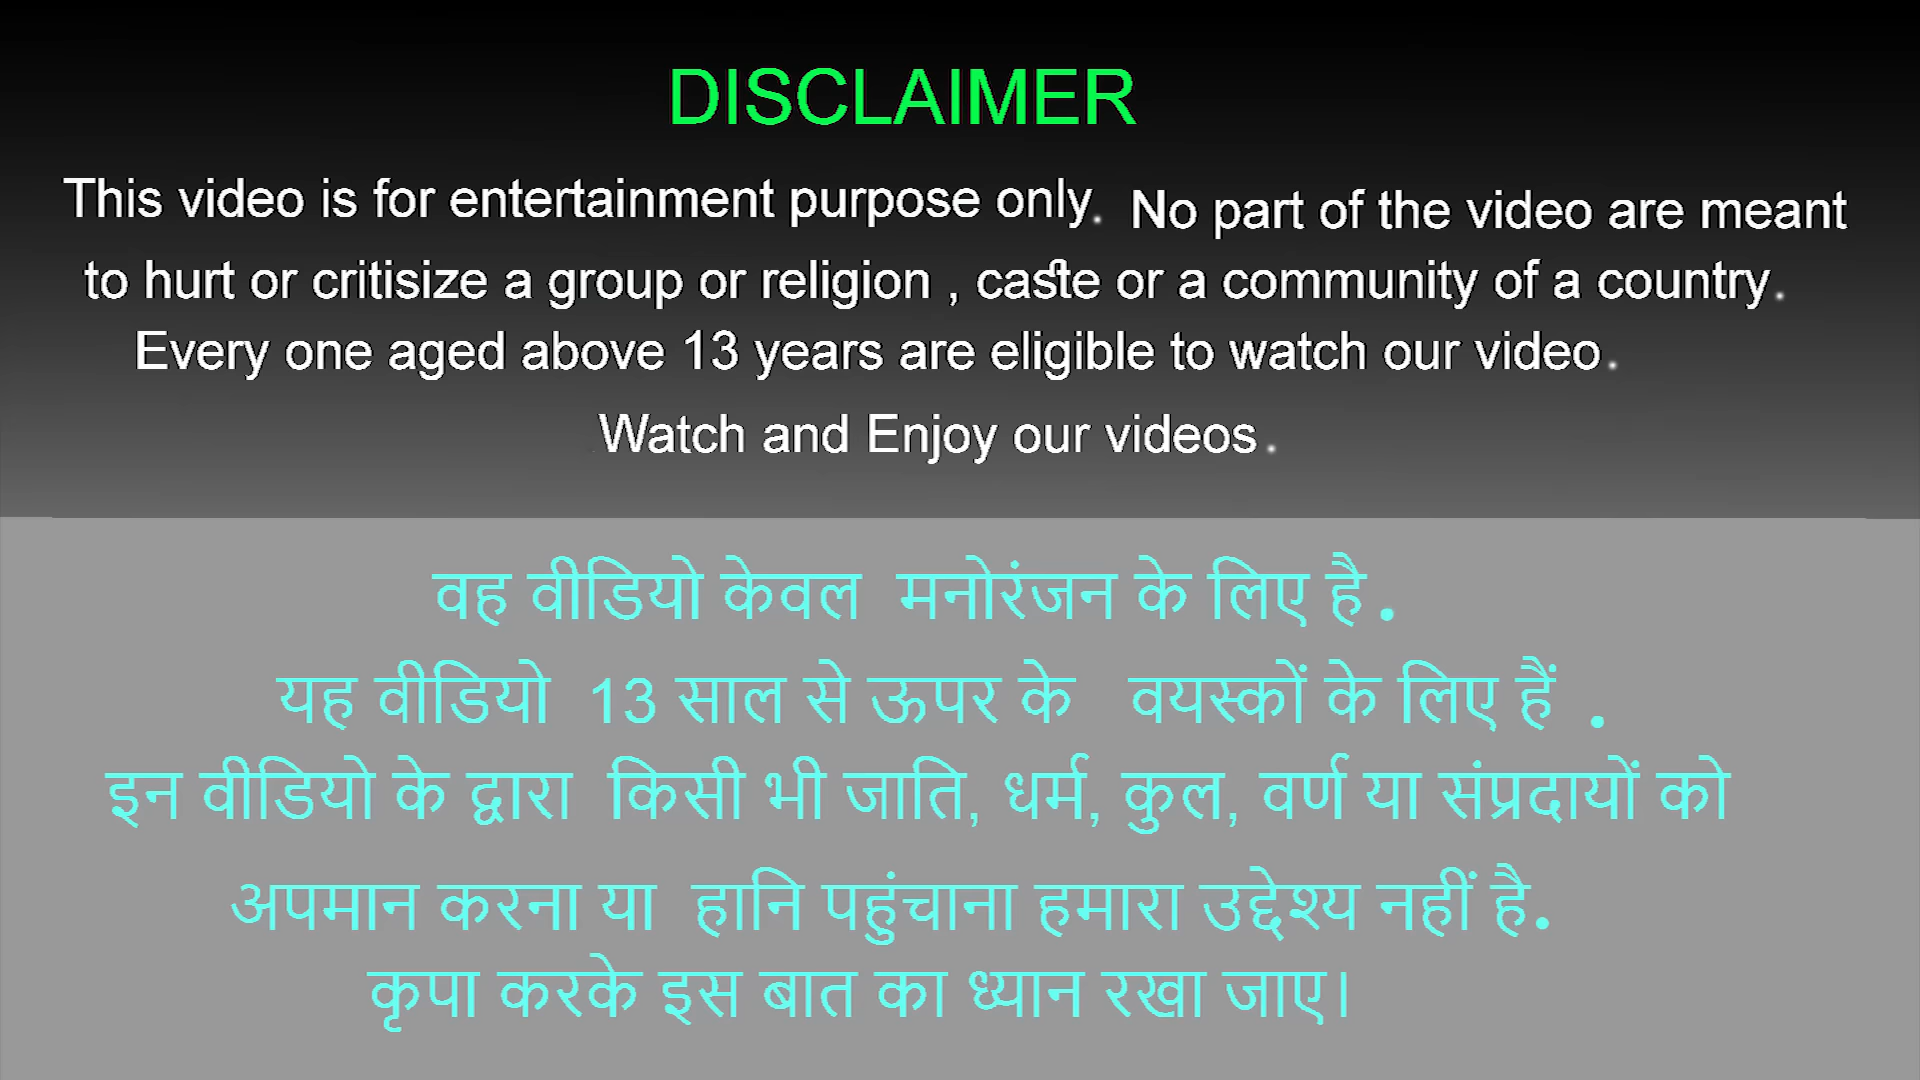 DISCLAIMER
This video is for entertainment purpose only. No part of the video are meant
to hurt or critisize a group or religion , caste or a community of a country.
Every one aged above 13 years are eligible to watch our video.
Watch and Enjoy our videos.
वह वीडियो केवल मनोरंजन के लिए है.
यह वीडियो 13 साल से ऊपर के वयस्कों के लिए हैं .
इन वीडियो के द्वारा किसी भी जाति, धर्म, कुल, वर्ण या संप्रदायों को
अपमान करना या हानि पहुंचाना हमारा उद्देश्य नहीं है.
कृपा करके इस बात का ध्यान रखा जाए।